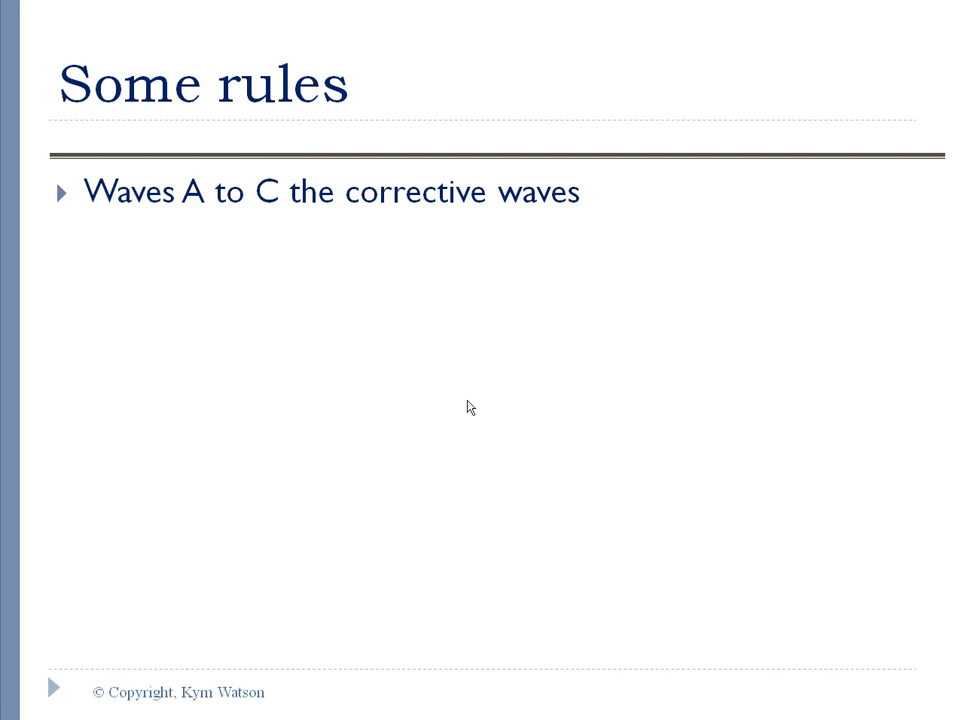 Some rules
Waves A to C the corrective waves
© Copyright, Kym Watson